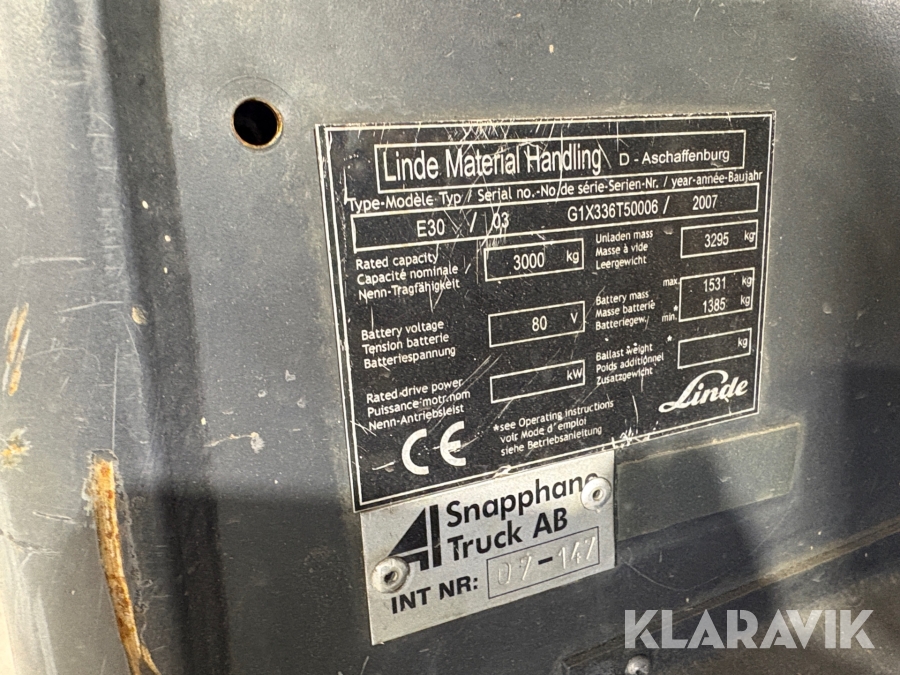 Linde Material Handling D - Aschaffenburg
Type-Modèle-Typ / Serial no.-No de série-Serien-Nr. / year-année-Baujahr
E30 / 03 G1X336T50006 / 2007
Rated capacity
Capacité nominale
Nenn-Tragfähigkeit
3000 kg
Unladen mass
Masse à vide
Leergewicht
3295 kg
Battery voltage
Tension batterie
Batteriespannung
80 V
Battery mass
Masse batterie
Batteriegew.
max. 1531 kg
min. * 1385 kg
Rated drive power
Puissance motr.nom
Nenn-Antriebsleist
kW
Ballast weight *
Poids additionnel
Zusatzgewicht
kg
CE
*see Operating instructions
voir Mode d'emploi
siehe Betriebsanleitung
Linde
Snapphane
Truck AB
INT NR: 07-147
KLARAVIK